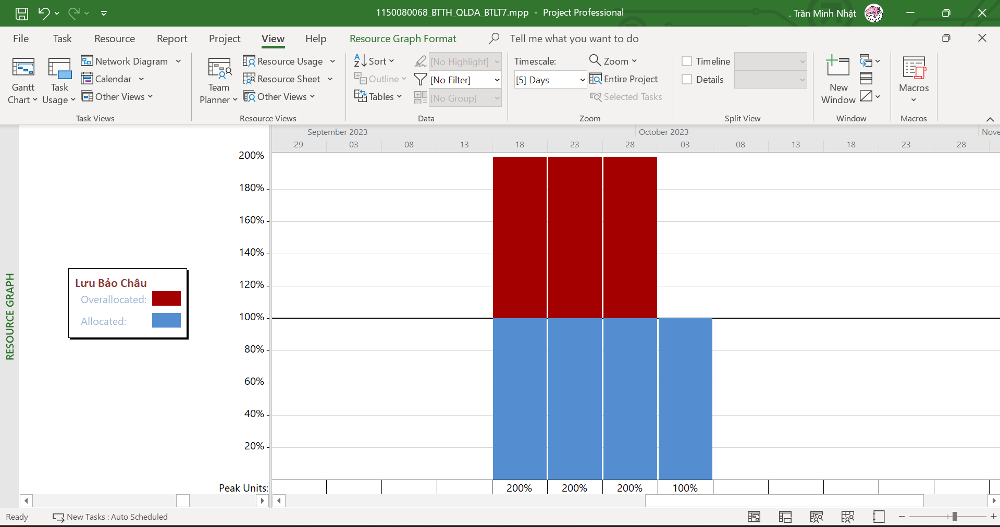 1150080068_BTTH_QLDA_BTLT7.mpp - Project Professional
. Trần Minh Nhật
File Task Resource Report Project View Help Resource Graph Format Tell me what you want to do
Gantt Chart
Task Usage
Network Diagram
Calendar
Other Views
Task Views
Team Planner
Resource Usage
Resource Sheet
Other Views
Resource Views
Sort
Outline
Tables
[No Highlight]
[No Filter]
[No Group]
Data
Timescale:
[5] Days
Zoom
Entire Project
Selected Tasks
Zoom
Timeline
Details
Split View
New Window
Window
Macros
Macros
RESOURCE GRAPH
September 2023 October 2023 Nove
29 03 08 13 18 23 28 03 08 13 18 23 28
200%
180%
160%
140%
120%
100%
80%
60%
40%
20%
Lưu Bảo Châu
Overallocated:
Allocated:
Peak Units: 200% 200% 200% 100%
Ready New Tasks : Auto Scheduled